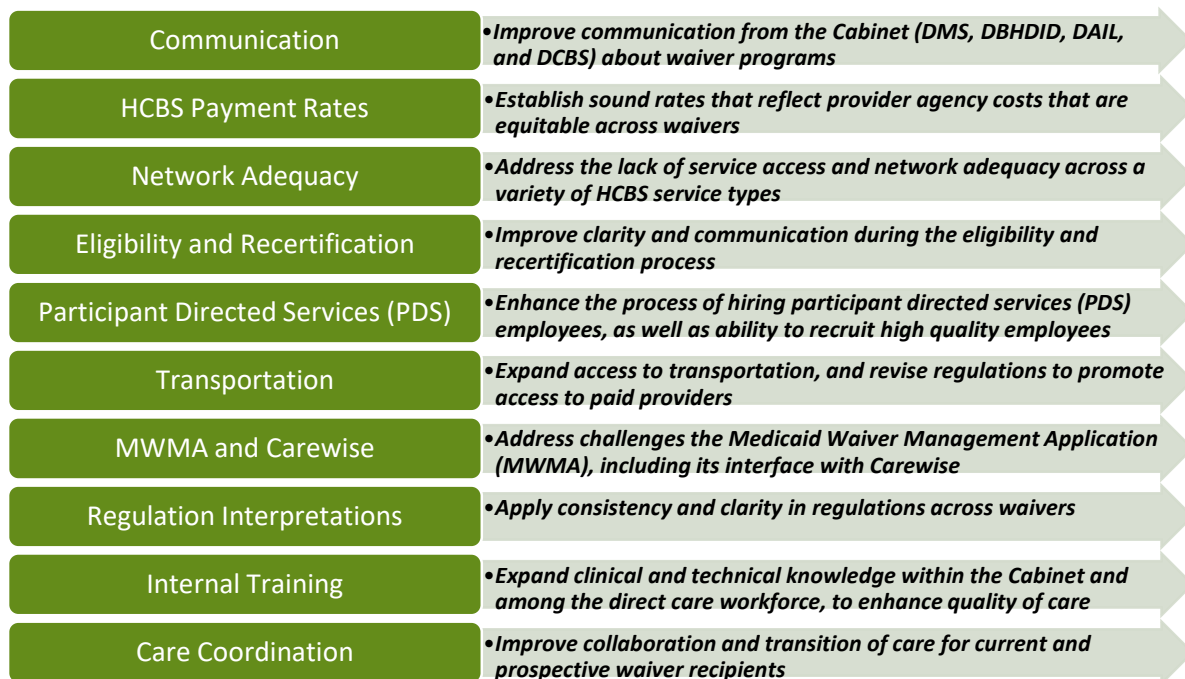 Communication
•Improve communication from the Cabinet (DMS, DBHDID, DAIL,
and DCBS) about waiver programs
HCBS Payment Rates
•Establish sound rates that reflect provider agency costs that are
equitable across waivers
Network Adequacy
•Address the lack of service access and network adequacy across a
variety of HCBS service types
Eligibility and Recertification
•Improve clarity and communication during the eligibility and
recertification process
Participant Directed Services (PDS)
•Enhance the process of hiring participant directed services (PDS)
employees, as well as ability to recruit high quality employees
Transportation
•Expand access to transportation, and revise regulations to promote
access to paid providers
MWMA and Carewise
•Address challenges the Medicaid Waiver Management Application
(MWMA), including its interface with Carewise
Regulation Interpretations
•Apply consistency and clarity in regulations across waivers
Internal Training
•Expand clinical and technical knowledge within the Cabinet and
among the direct care workforce, to enhance quality of care
Care Coordination
•Improve collaboration and transition of care for current and
prospective waiver recipients